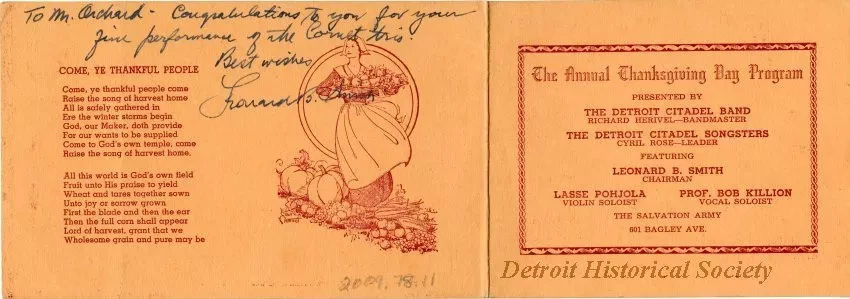 To Mr. Orchard - Congratulations to you for your
fine performance of the Cornet trio.
Best wishes
Leonard B. Smith
COME, YE THANKFUL PEOPLE
Come, ye thankful people come
Raise the song of harvest home
All is safely gathered in
Ere the winter storms begin
God, our Maker, doth provide
For our wants to be supplied
Come to God's own temple, come
Raise the song of harvest home.
All this world is God's own field
Fruit unto His praise to yield
Wheat and tares together sown
Unto joy or sorrow grown
First the blade and then the ear
Then the full corn shall appear
Lord of harvest, grant that we
Wholesome grain and pure may be
2009.78.11
The Annual Thanksgiving Day Program
PRESENTED BY
THE DETROIT CITADEL BAND
RICHARD HERIVEL—BANDMASTER
THE DETROIT CITADEL SONGSTERS
CYRIL ROSE—LEADER
FEATURING
LEONARD B. SMITH
CHAIRMAN
LASSE POHJOLA PROF. BOB KILLION
VIOLIN SOLOIST VOCAL SOLOIST
THE SALVATION ARMY
601 BAGLEY AVE.
Detroit Historical Society